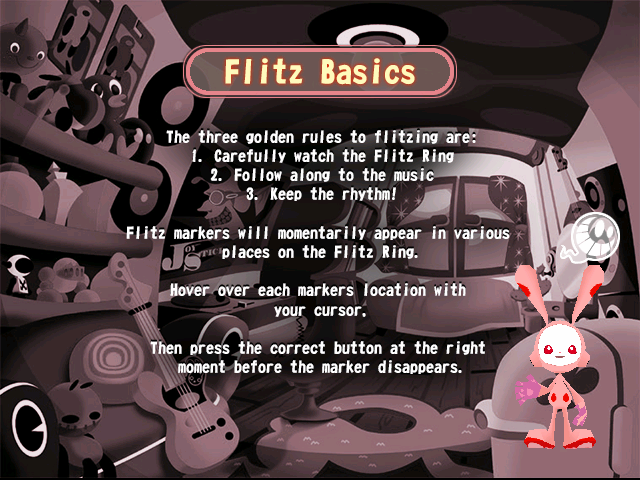 Flitz Basics
The three golden rules to flitzing are:
1. Carefully watch the Flitz Ring
2. Follow along to the music
3. Keep the rhythm!
Flitz markers will momentarily appear in various
places on the Flitz Ring.
Hover over each markers location with
your cursor.
Then press the correct button at the right
moment before the marker disappears.